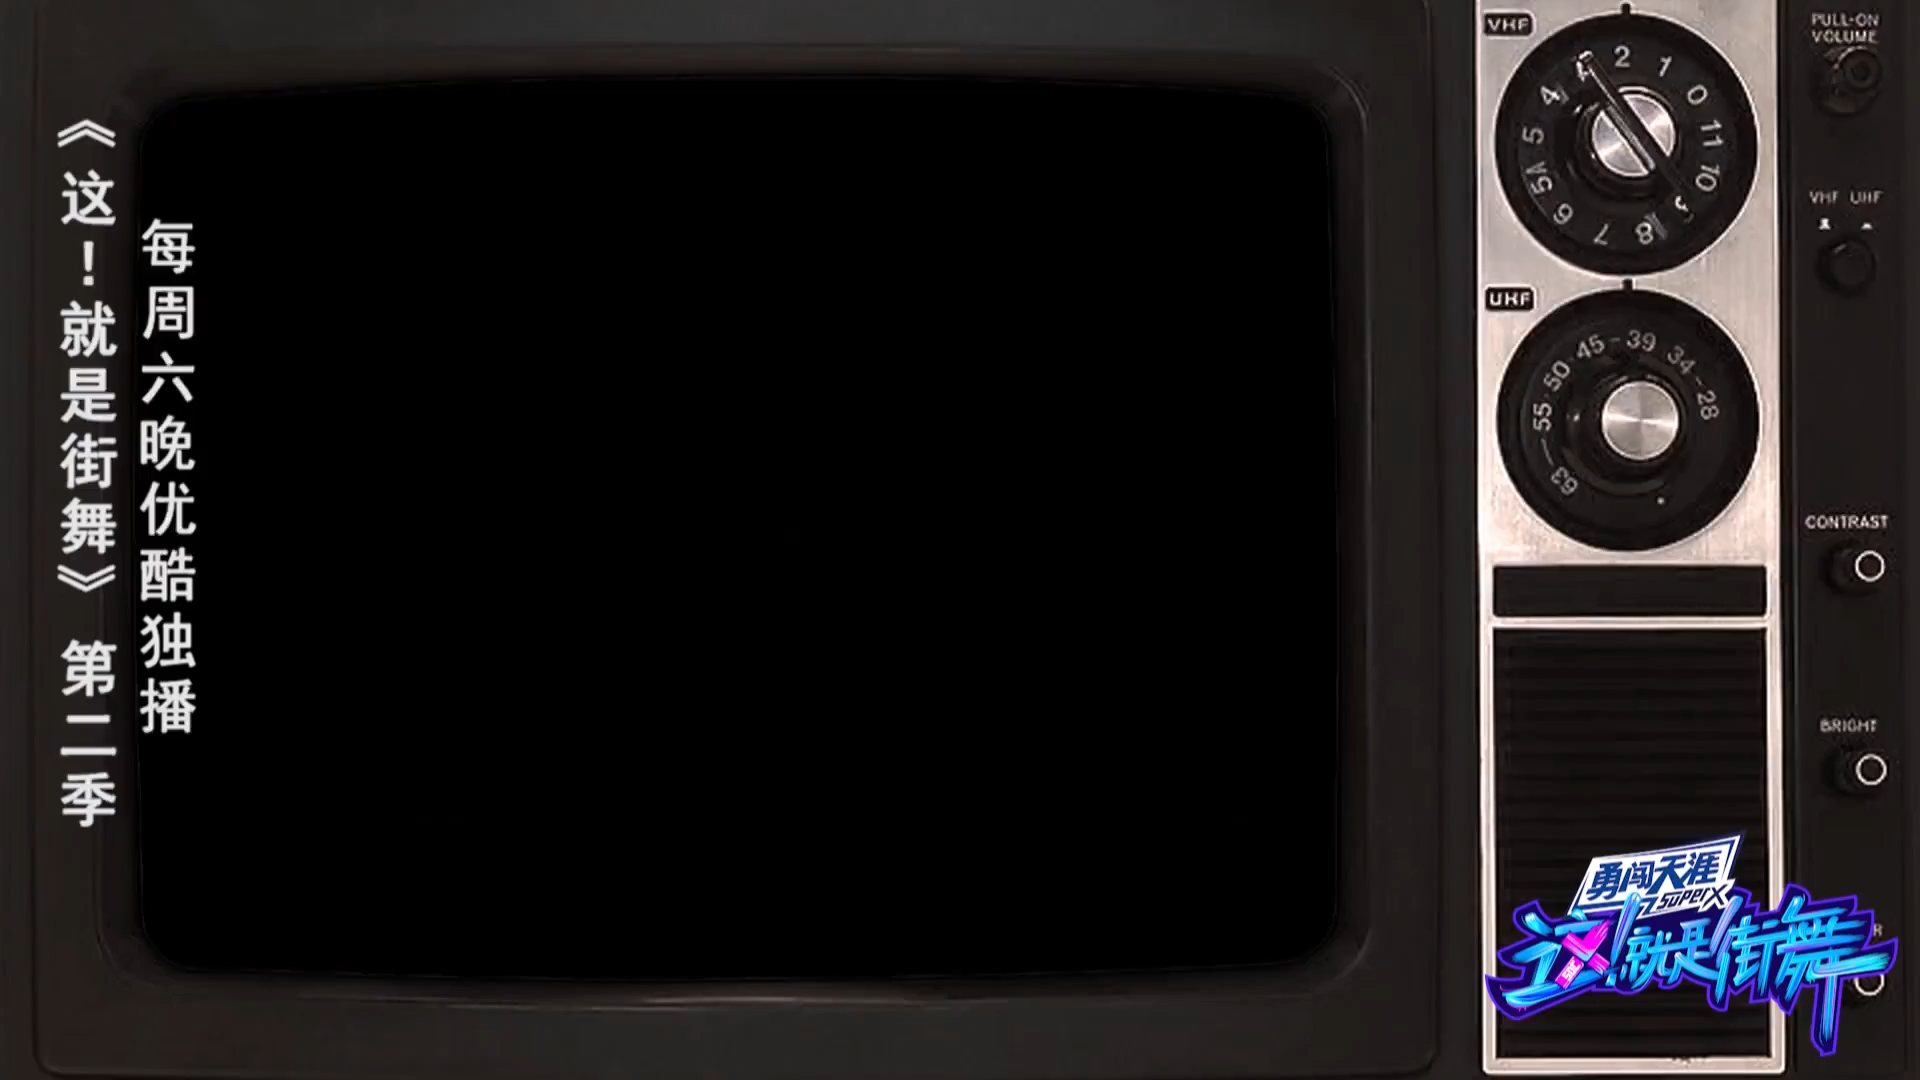 《这！就是街舞》 第二季
每周六晚优酷独播
VHF
2
1
0
11
10
8
7
6
5A
5
4
UHF
45-39
34-28
50
55
63
PULL-ON
VOLUME
VHF UHF
CONTRAST
BRIGHT
勇闯天涯
superX
这!就是街舞
SDC